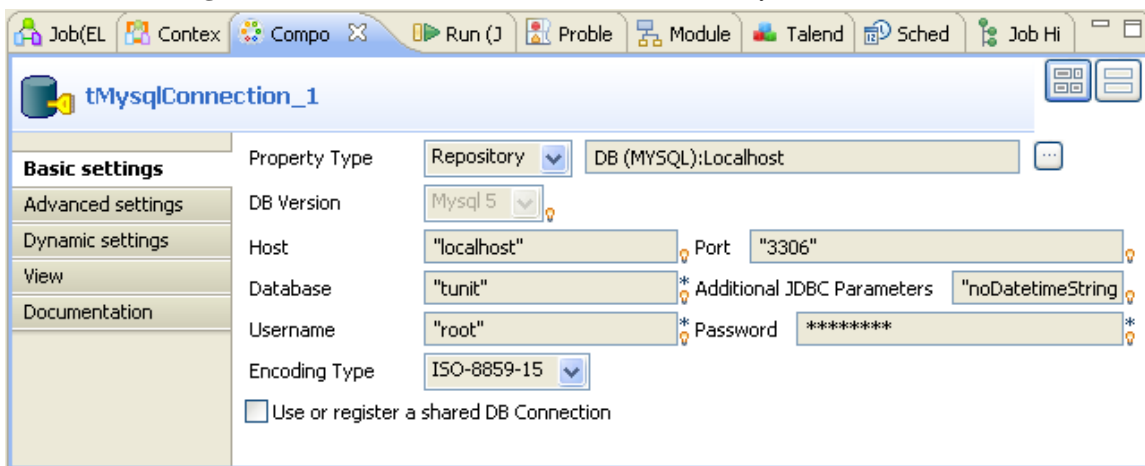 Job(EL Contex Compo Run (J Proble Module Talend Sched Job Hi
tMysqlConnection_1
Basic settings
Advanced settings
Dynamic settings
View
Documentation
Property Type Repository DB (MYSQL):Localhost ...
DB Version Mysql 5
Host "localhost" Port "3306"
Database "tunit" * Additional JDBC Parameters "noDatetimeString
Username "root" * Password ******** *
Encoding Type ISO-8859-15
Use or register a shared DB Connection